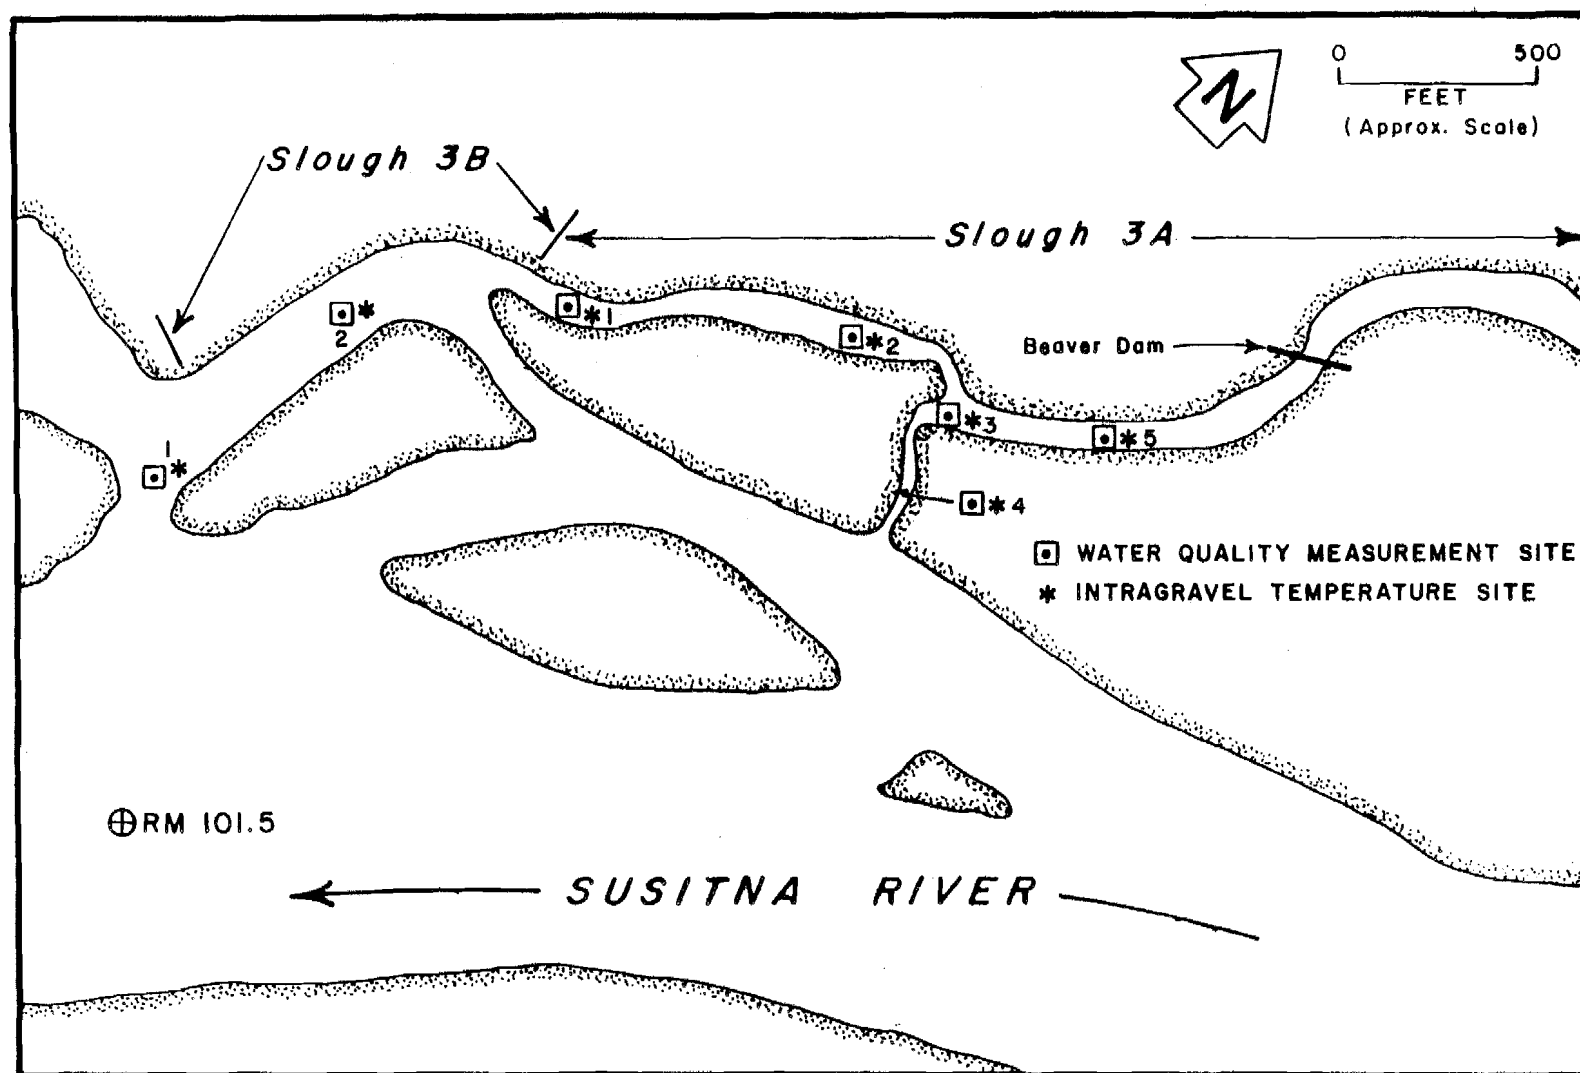 0 500
FEET
(Approx. Scale)
N
Slough 3B
Slough 3A
1
2
2
Beaver Dam
3
5
1
4
WATER QUALITY MEASUREMENT SITE
INTRAGRAVEL TEMPERATURE SITE
RM 101.5
SUSITNA RIVER